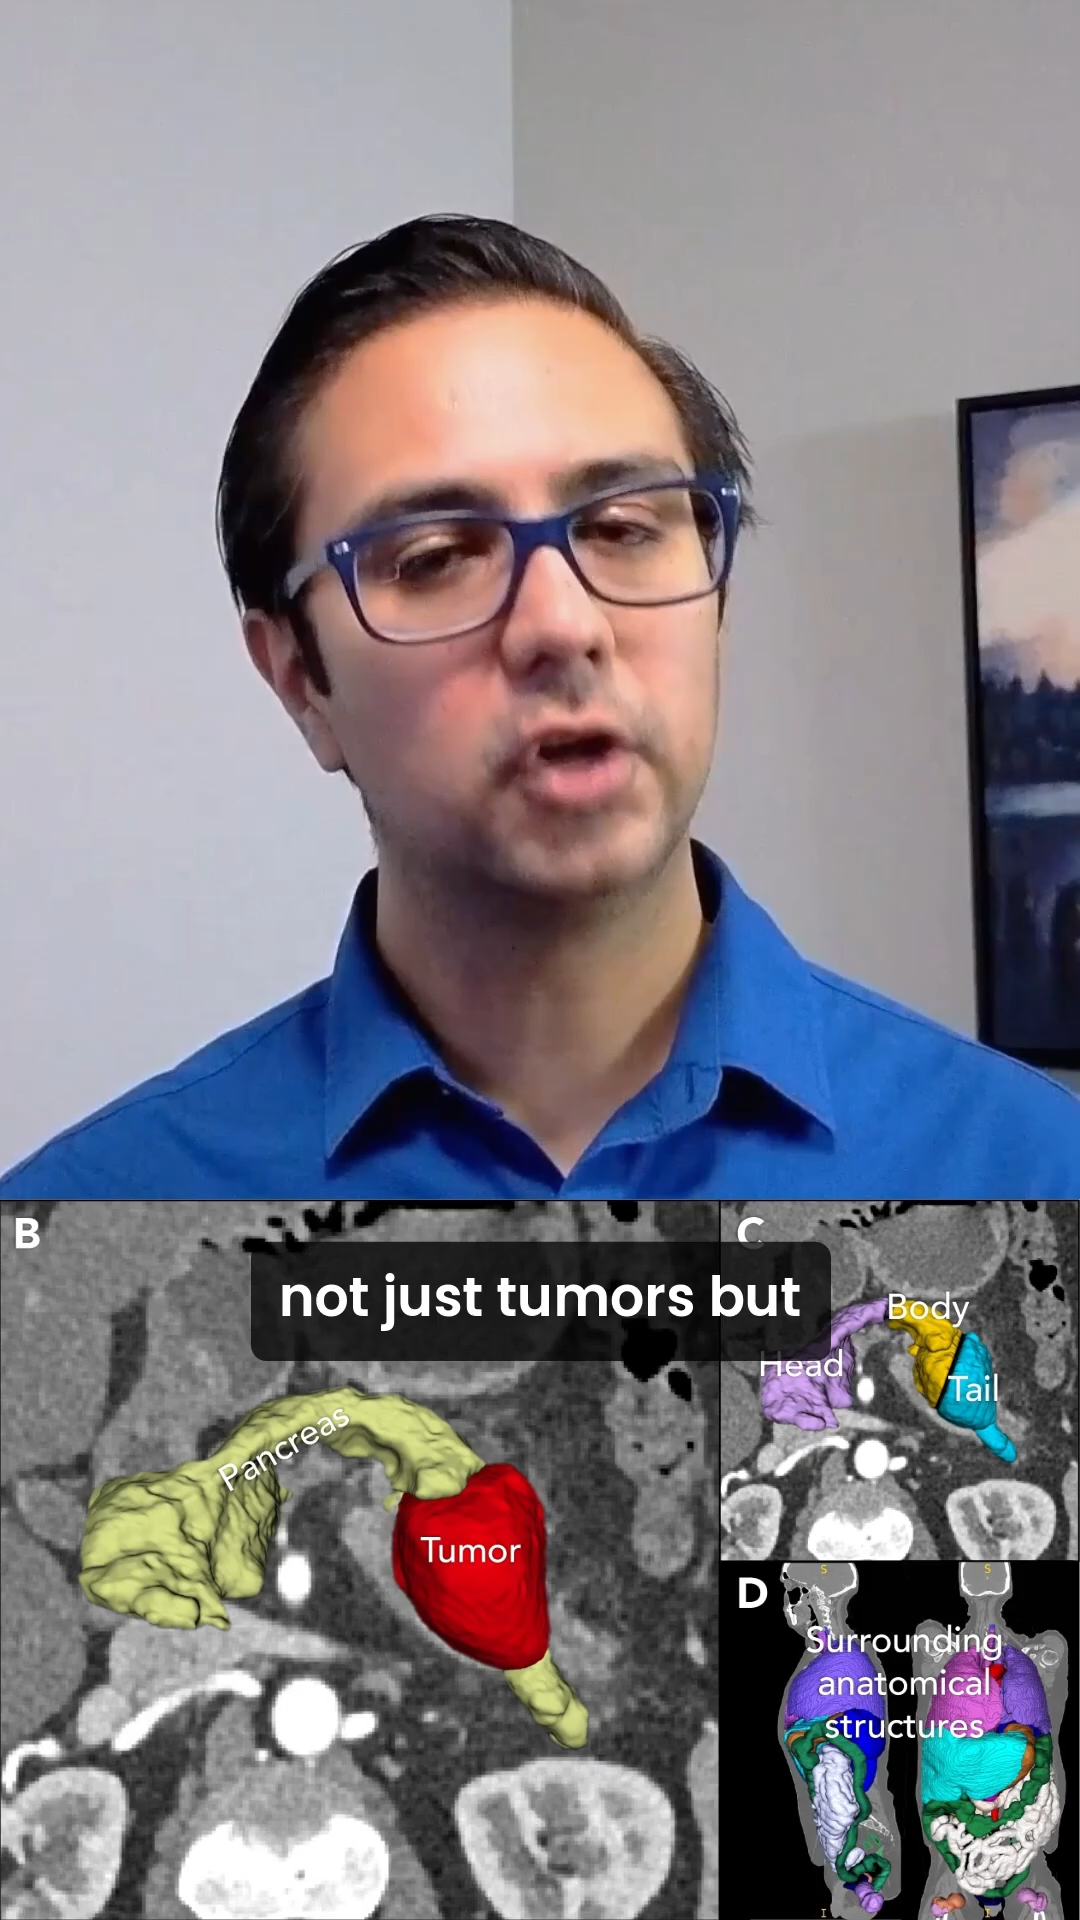 B
not just tumors but
Pancreas
Tumor
C
Body
Head
Tail
D
S
S
Surrounding
anatomical
structures
I
I